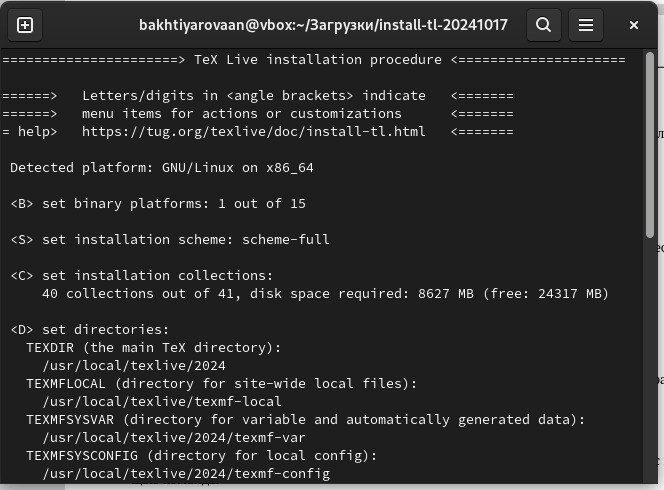 bakhtiyarovaan@vbox:~/Загрузки/install-tl-20241017
======================> TeX Live installation procedure <=====================
======>   Letters/digits in <angle brackets> indicate   <=======
======>   menu items for actions or customizations      <=======
= help>   https://tug.org/texlive/doc/install-tl.html   <=======
Detected platform: GNU/Linux on x86_64
<B> set binary platforms: 1 out of 15
<S> set installation scheme: scheme-full
<C> set installation collections:
40 collections out of 41, disk space required: 8627 MB (free: 24317 MB)
<D> set directories:
TEXDIR (the main TeX directory):
/usr/local/texlive/2024
TEXMFLOCAL (directory for site-wide local files):
/usr/local/texlive/texmf-local
TEXMFSYSVAR (directory for variable and automatically generated data):
/usr/local/texlive/2024/texmf-var
TEXMFSYSCONFIG (directory for local config):
/usr/local/texlive/2024/texmf-config